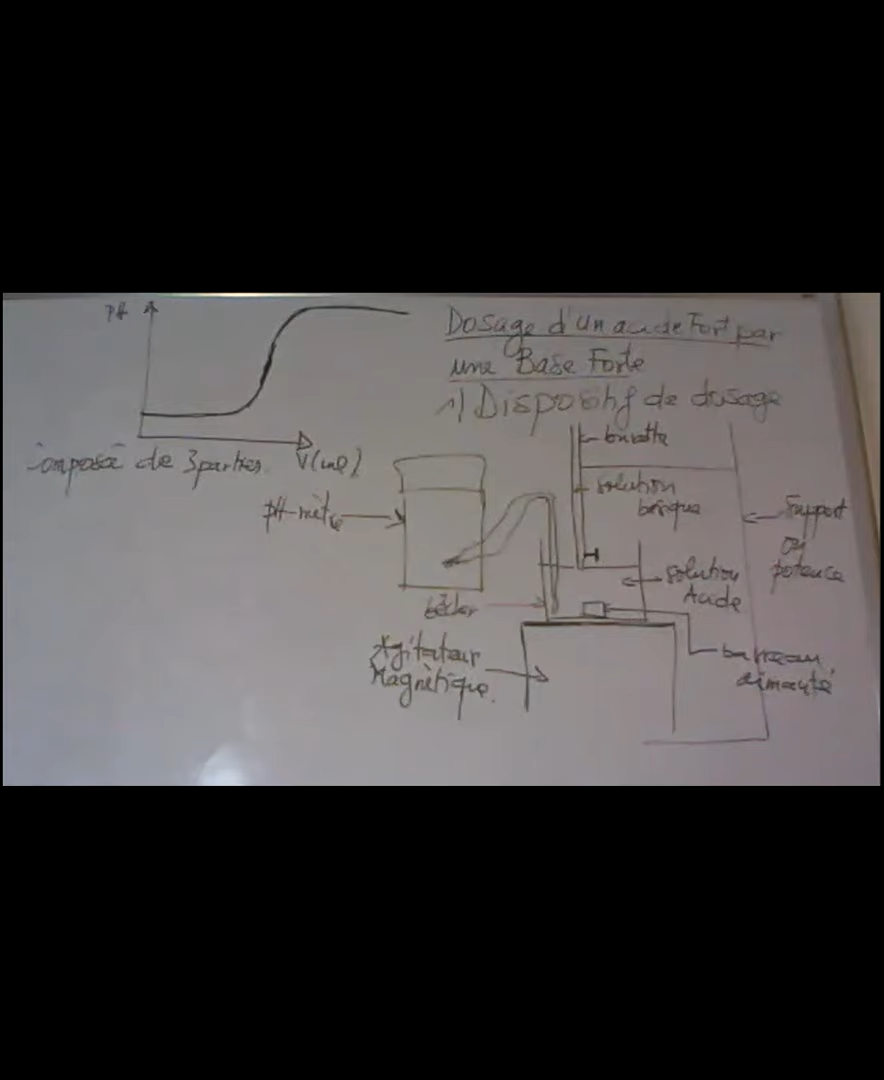 pH
V(ml)
composée de 3 parties.
Dosage d'un acide Fort par
une Base Forte
1) Dispositif de dosage
burette
solution
basique
pH-mètre
Support
ou
potence
solution
Acide
bécher
Agitateur
Magnètique.
barreau
aimanté